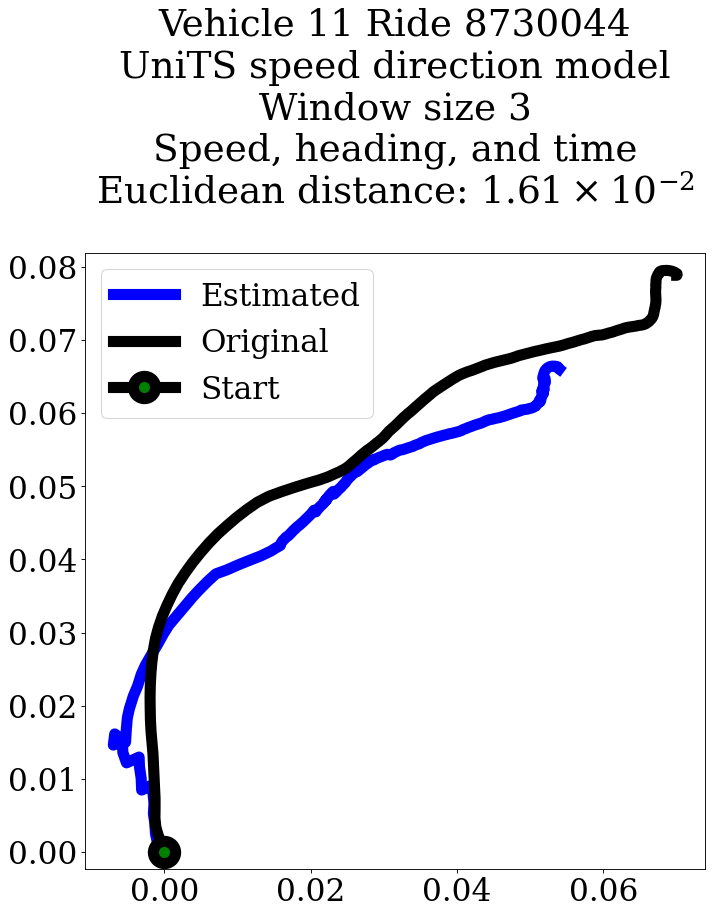 Vehicle 11 Ride 8730044
UniTS speed direction model
Window size 3
Speed, heading, and time
Euclidean distance: 1.61 × 10⁻²
Estimated
Original
Start
0.08
0.07
0.06
0.05
0.04
0.03
0.02
0.01
0.00
0.00 0.02 0.04 0.06